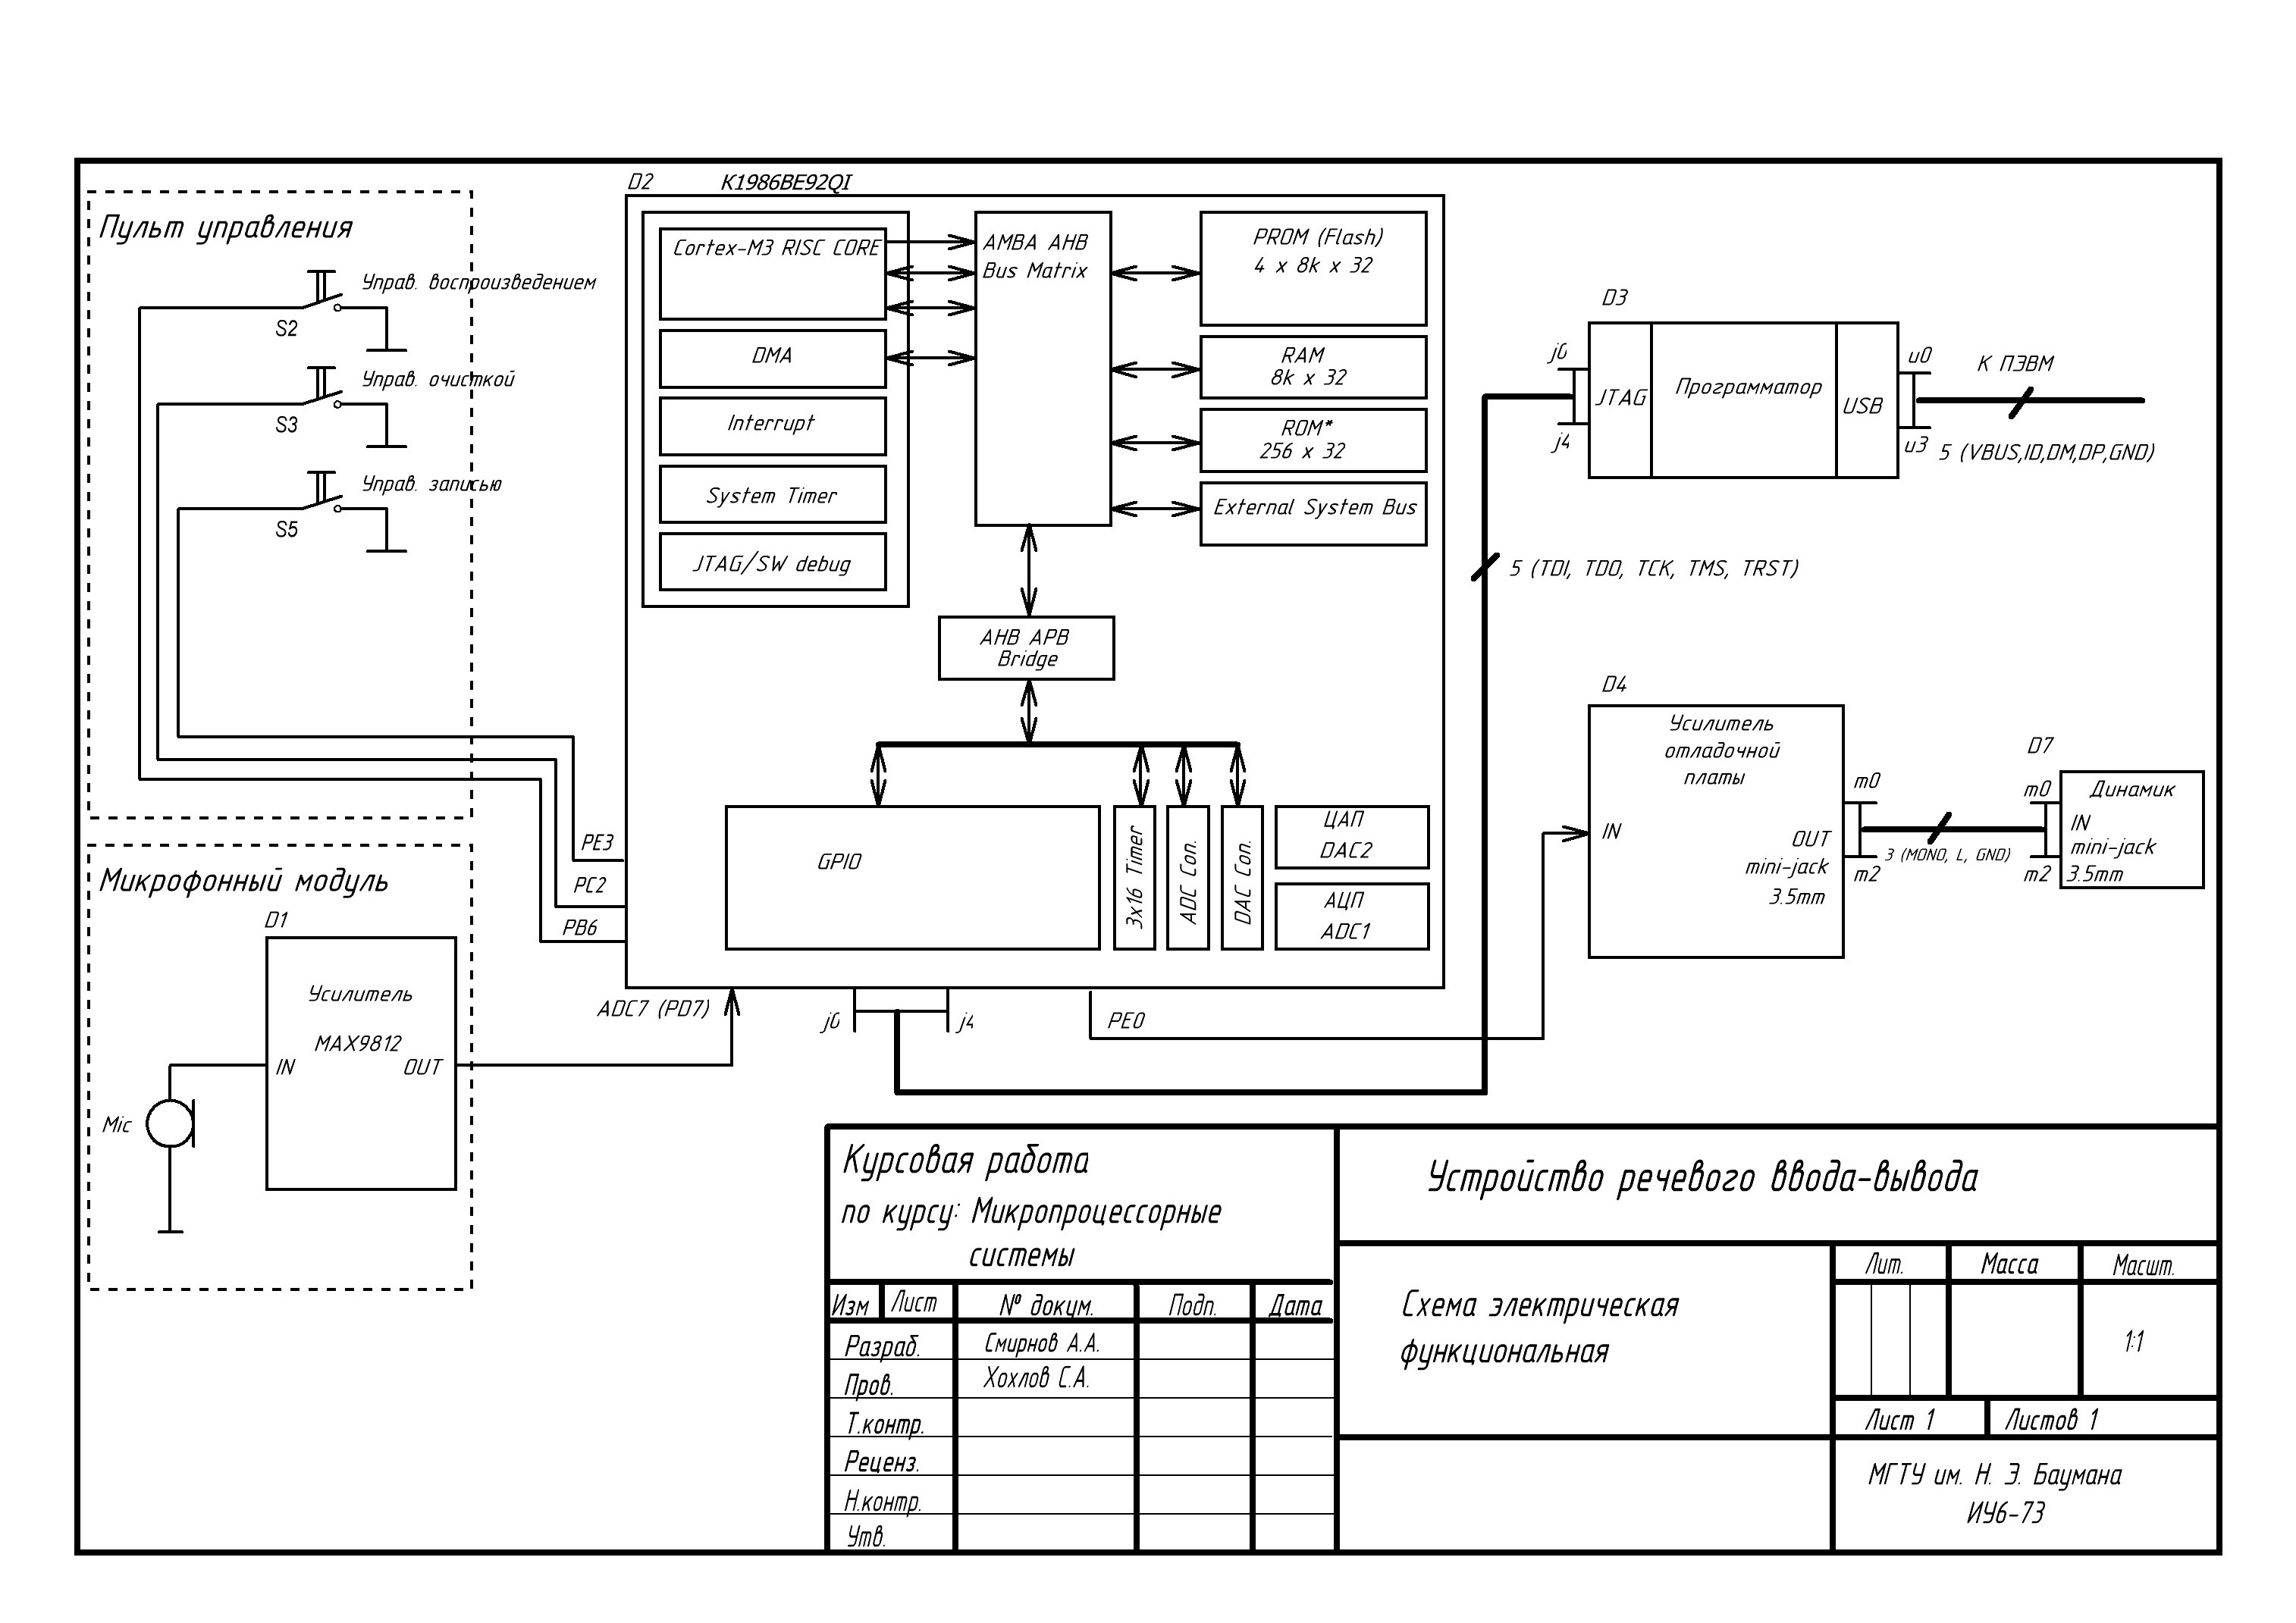 Пульт управления
Управ. воспроизведением
S2
Управ. очисткой
S3
Управ. записью
S5
PE3
PC2
PB6
Микрофонный модуль
D1
Усилитель
MAX9812
IN
OUT
Mic
ADC7 (PD7)
D2
K1986BE92QI
Cortex-M3 RISC CORE
DMA
Interrupt
System Timer
JTAG/SW debug
AMBA AHB
Bus Matrix
PROM (Flash)
4 x 8k x 32
RAM
8k x 32
ROM*
256 x 32
External System Bus
AHB APB
Bridge
GPIO
3x16 Timer
ADC Con.
DAC Con.
ЦАП
DAC2
АЦП
ADC1
j0
j4
PE0
5 (TDI, TDO, TCK, TMS, TRST)
D3
j0
j4
JTAG
Программатор
USB
u0
u3
К ПЭВМ
5 (VBUS,ID,DM,DP,GND)
D4
Усилитель
отладочной
платы
IN
OUT
mini-jack
3.5mm
m0
m2
3 (MONO, L, GND)
D7
m0
m2
Динамик
IN
mini-jack
3.5mm
Курсовая работа
по курсу: Микропроцессорные
системы
Изм Лист № докум. Подп. Дата
Разраб. Смирнов А.А.
Пров. Хохлов С.А.
Т.контр.
Реценз.
Н.контр.
Утв.
Устройство речевого ввода-вывода
Схема электрическая
функциональная
Лит. Масса Масшт.
1:1
Лист 1 Листов 1
МГТУ им. Н. Э. Баумана
ИУ6-73